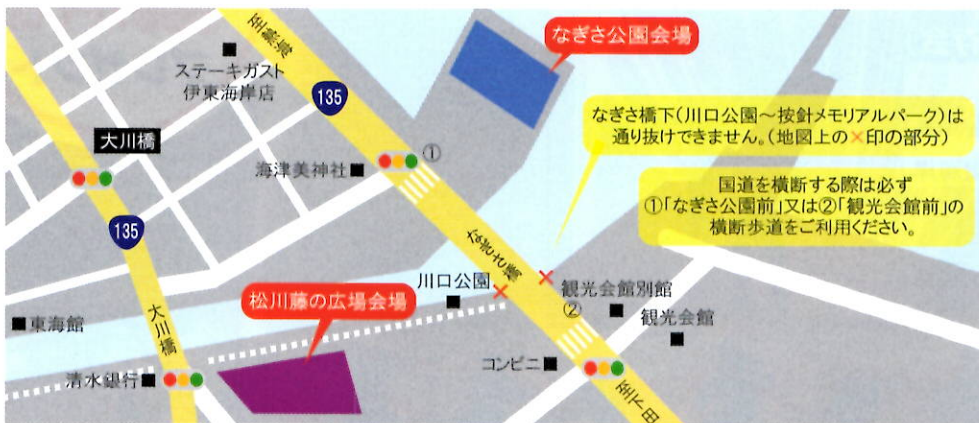 至熱海
なぎさ公園会場
ステーキガスト
伊東海岸店
135
なぎさ橋下(川口公園～按針メモリアルパーク)は
通り抜けできません。(地図上の×印の部分)
大川橋
①
海津美神社
国道を横断する際は必ず
①「なぎさ公園前」又は②「観光会館前」の
横断歩道をご利用ください。
135
なぎさ橋
川口公園
観光会館別館
松川藤の広場会場
②
観光会館
東海館
大川橋
コンビニ
清水銀行
至下田